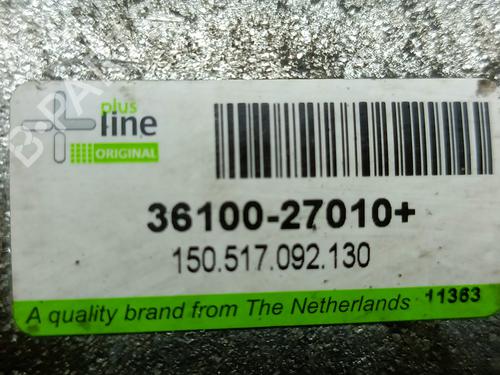 plus
line
ORIGINAL
36100-27010+
150.517.092.130
A quality brand from The Netherlands 11363